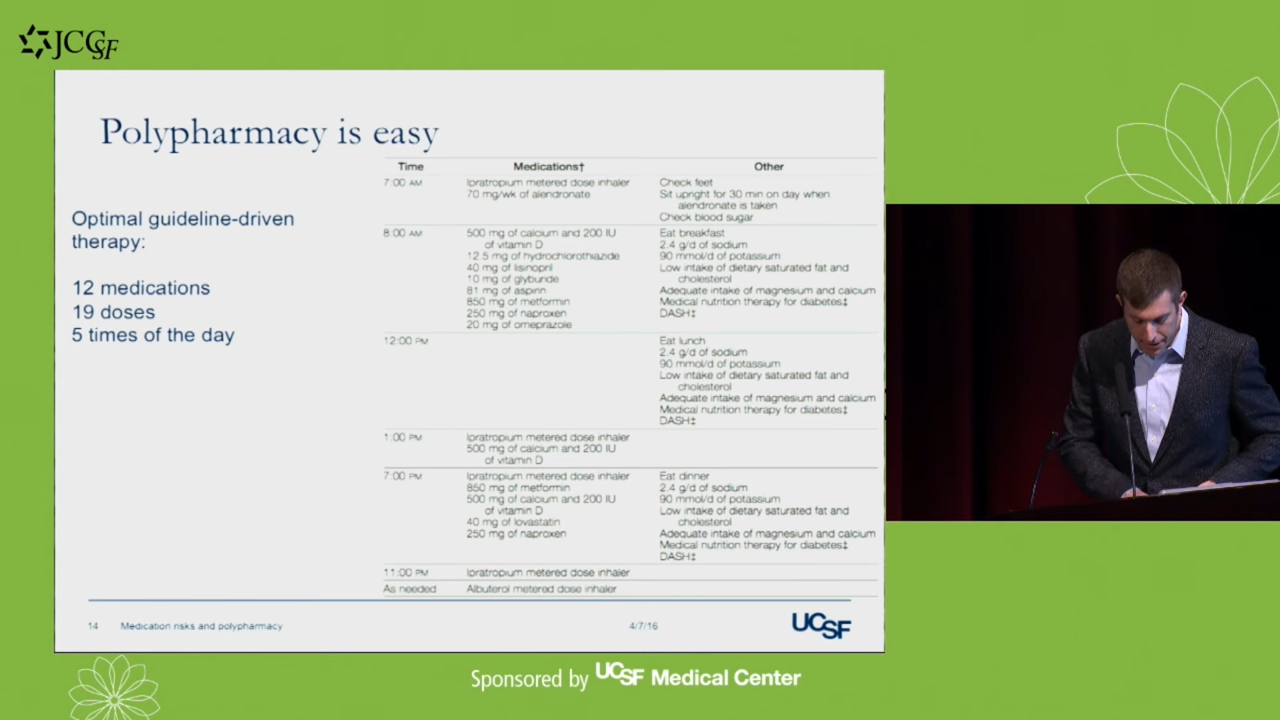 JCCSF
Polypharmacy is easy
Optimal guideline-driven
therapy:
12 medications
19 doses
5 times of the day
Time Medications† Other
7:00 AM Ipratropium metered dose inhaler Check feet
70 mg/wk of alendronate Sit upright for 30 min on day when
alendronate is taken
Check blood sugar
8:00 AM 500 mg of calcium and 200 IU Eat breakfast
of vitamin D 2.4 g/d of sodium
12.5 mg of hydrochlorothiazide 90 mmol/d of potassium
40 mg of lisinopril Low intake of dietary saturated fat and
10 mg of glyburide cholesterol
81 mg of aspirin Adequate intake of magnesium and calcium
850 mg of metformin Medical nutrition therapy for diabetes‡
250 mg of naproxen DASH‡
20 mg of omeprazole
12:00 PM Eat lunch
2.4 g/d of sodium
90 mmol/d of potassium
Low intake of dietary saturated fat and
cholesterol
Adequate intake of magnesium and calcium
Medical nutrition therapy for diabetes‡
DASH‡
1:00 PM Ipratropium metered dose inhaler
500 mg of calcium and 200 IU
of vitamin D
7:00 PM Ipratropium metered dose inhaler Eat dinner
850 mg of metformin 2.4 g/d of sodium
500 mg of calcium and 200 IU 90 mmol/d of potassium
of vitamin D Low intake of dietary saturated fat and
40 mg of lovastatin cholesterol
250 mg of naproxen Adequate intake of magnesium and calcium
Medical nutrition therapy for diabetes‡
DASH‡
11:00 PM Ipratropium metered dose inhaler
As needed Albuterol metered dose inhaler
14 Medication risks and polypharmacy 4/7/16 UCSF
Sponsored by UCSF Medical Center